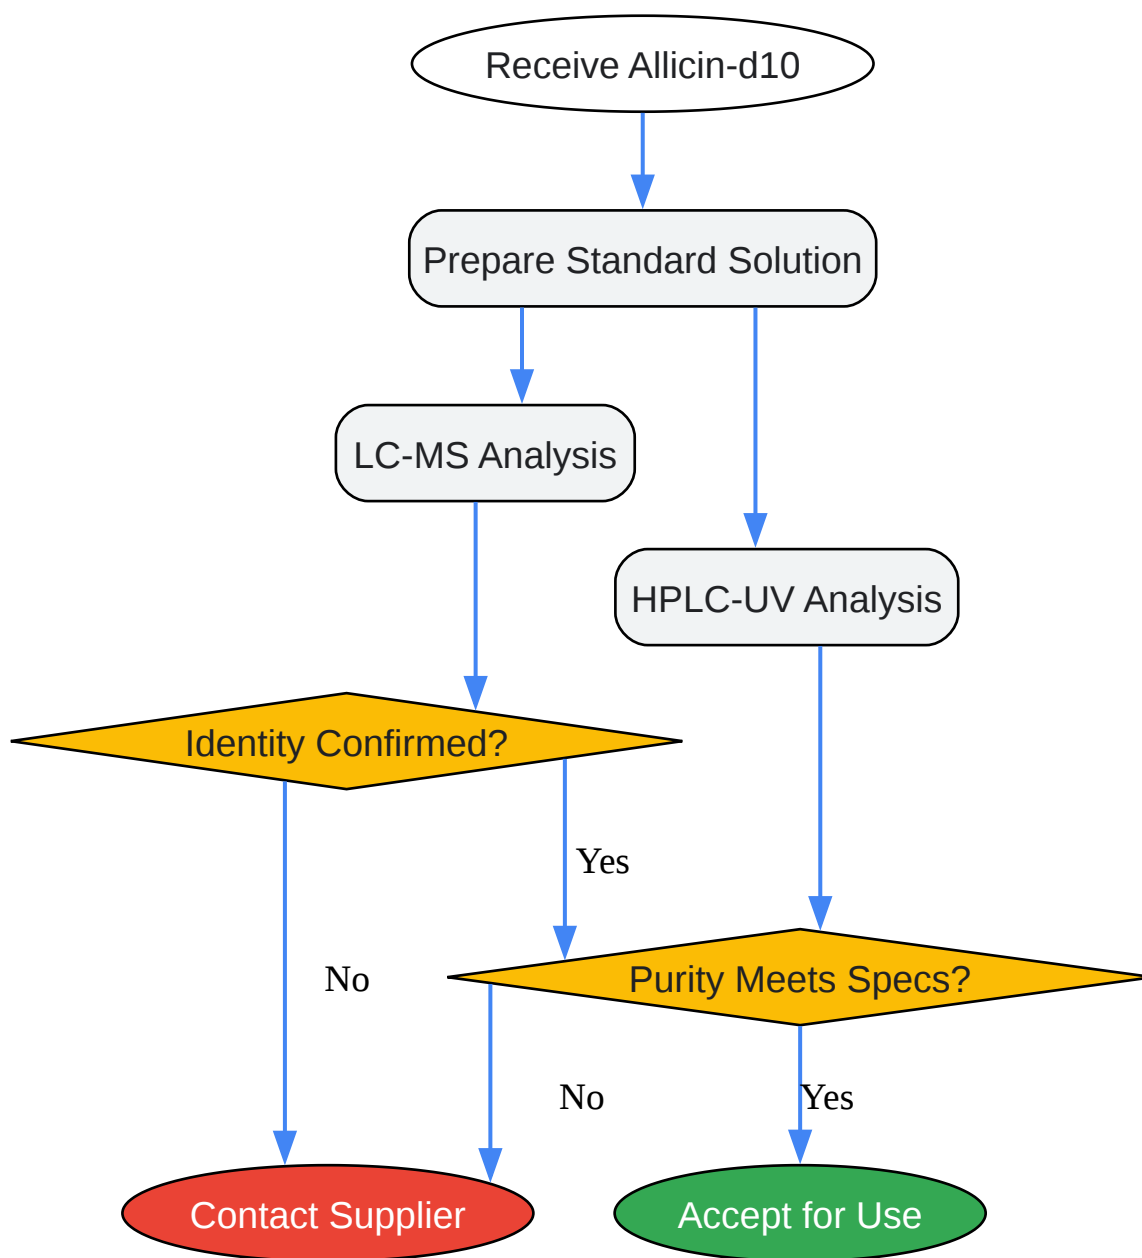 Receive Allicin-d10
Prepare Standard Solution
LC-MS Analysis
HPLC-UV Analysis
Identity Confirmed?
Yes
No
Purity Meets Specs?
No
Yes
Contact Supplier
Accept for Use